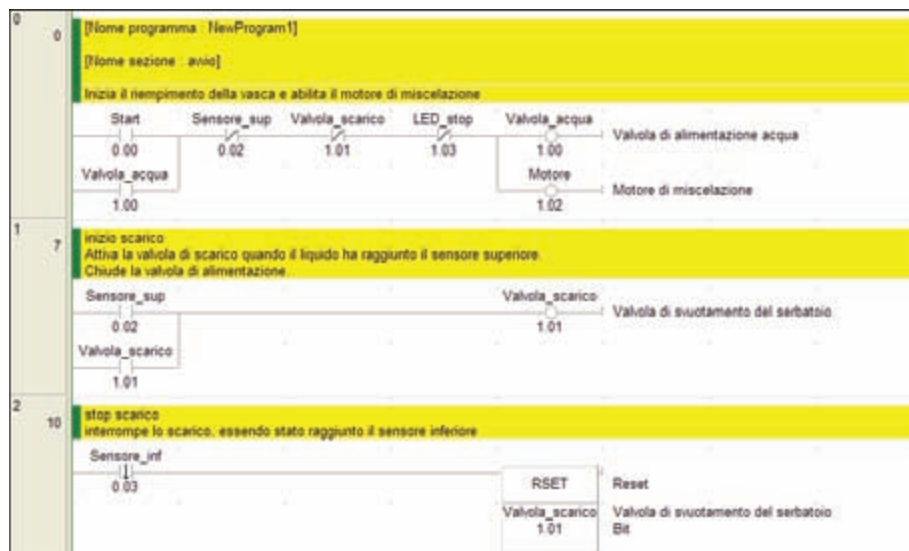 0
0
[Nome programma : NewProgram1]
[Nome sezione : avvio]
Inizia il riempimento della vasca e abilita il motore di miscelazione
Start Sensore_sup Valvola_scarico LED_stop Valvola_acqua
0.00 0.02 1.01 1.03 1.00
Valvola di alimentazione acqua
Valvola_acqua Motore
1.00 1.02
Motore di miscelazione
1
7
inizio scarico
Attiva la valvola di scarico quando il liquido ha raggiunto il sensore superiore.
Chiude la valvola di alimentazione.
Sensore_sup Valvola_scarico
0.02 1.01
Valvola di svuotamento del serbatoio
Valvola_scarico
1.01
2
10
stop scarico
interrompe lo scarico, essendo stato raggiunto il sensore inferiore
Sensore_inf
0.03
RSET Reset
Valvola_scarico Valvola di svuotamento del serbatoio
1.01 Bit